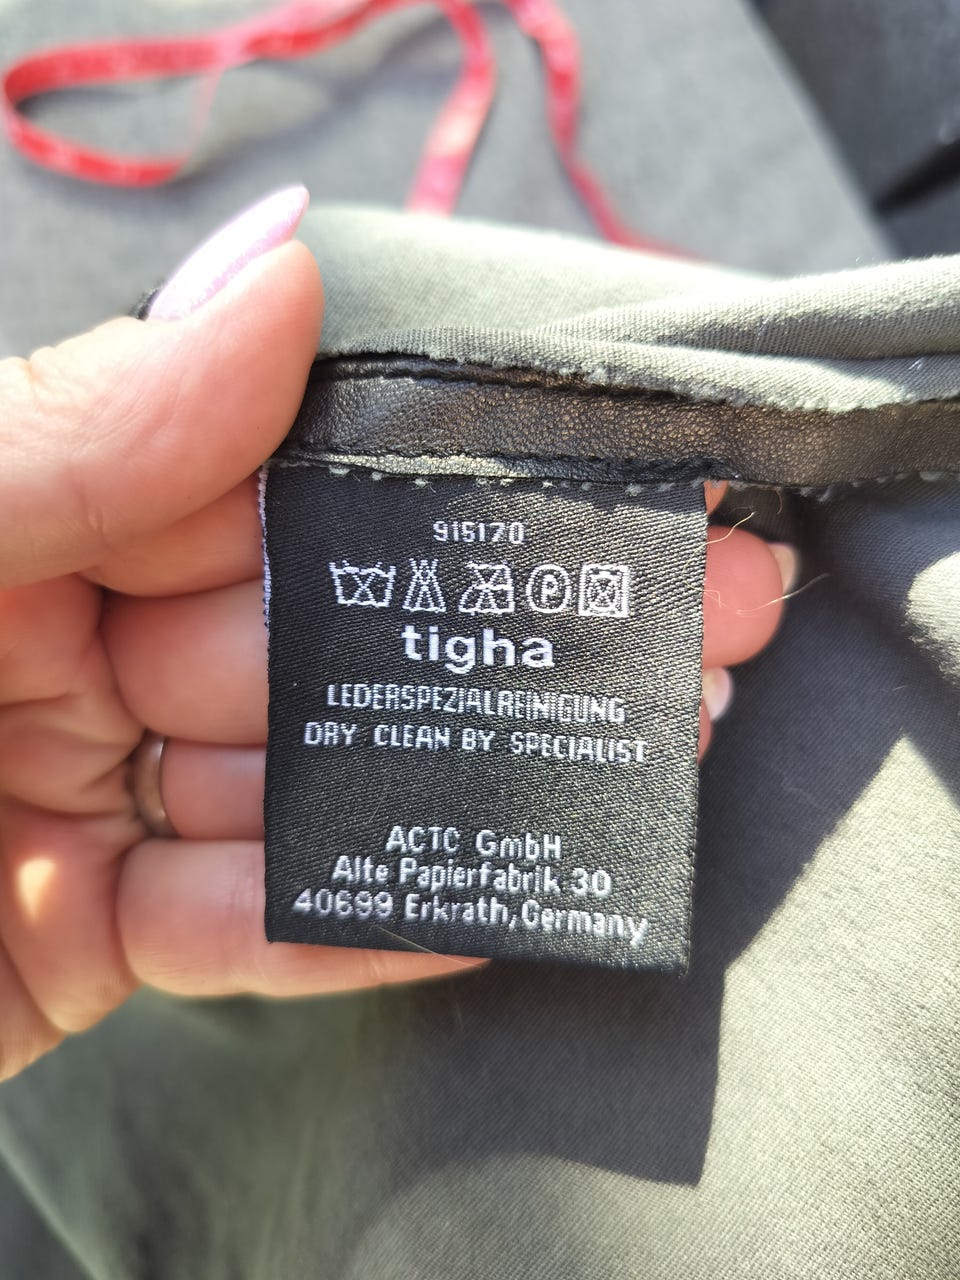 915170
P
tigha
LEDERSPEZIALREINIGUNG
DRY CLEAN BY SPECIALIST
ACTC GmbH
Alte Papierfabrik 30
40699 Erkrath, Germany